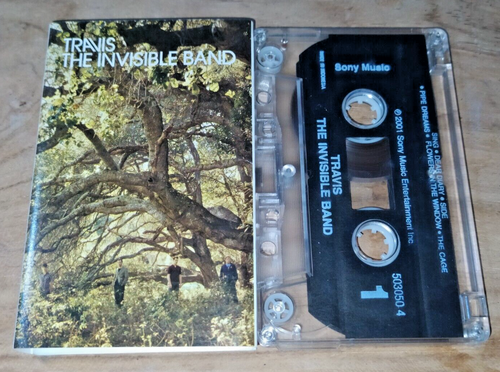 TRAVIS
THE INVISIBLE BAND
Sony Music
SING • DEAR DIARY • SIDE
• PIPE DREAMS • FLOWERS IN THE WINDOW • THE CAGE
TRAVIS
THE INVISIBLE BAND
℗ 2001 Sony Music Entertainment Inc.
503050 4
1